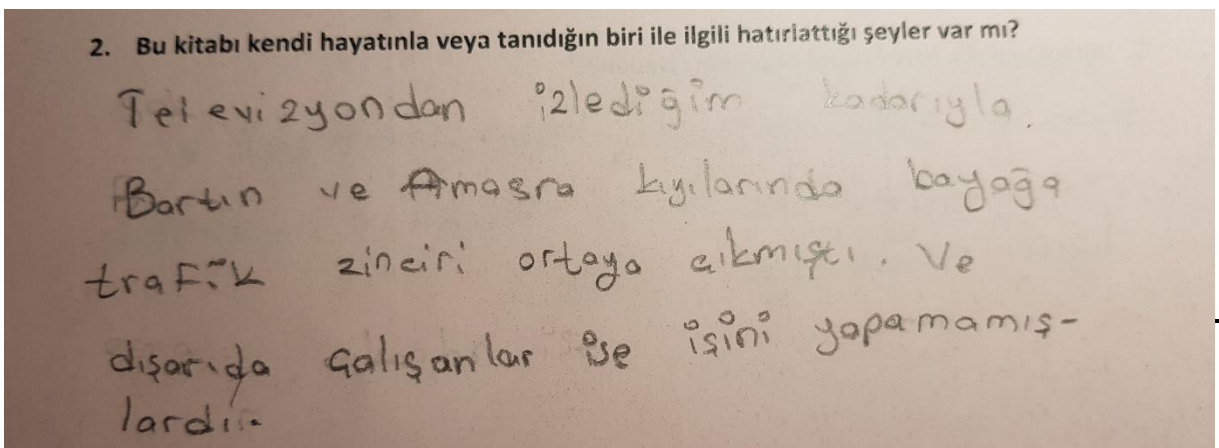 2. Bu kitabı kendi hayatınla veya tanıdığın biri ile ilgili hatırlattığı şeyler var mı?
Televizyondan izlediğim kadarıyla
Bartın ve Amasra kıyılarında bayağa
trafik zinciri ortaya çıkmıştı. Ve
dışarıda çalışanlar ise işini yapamamış-
lardı.